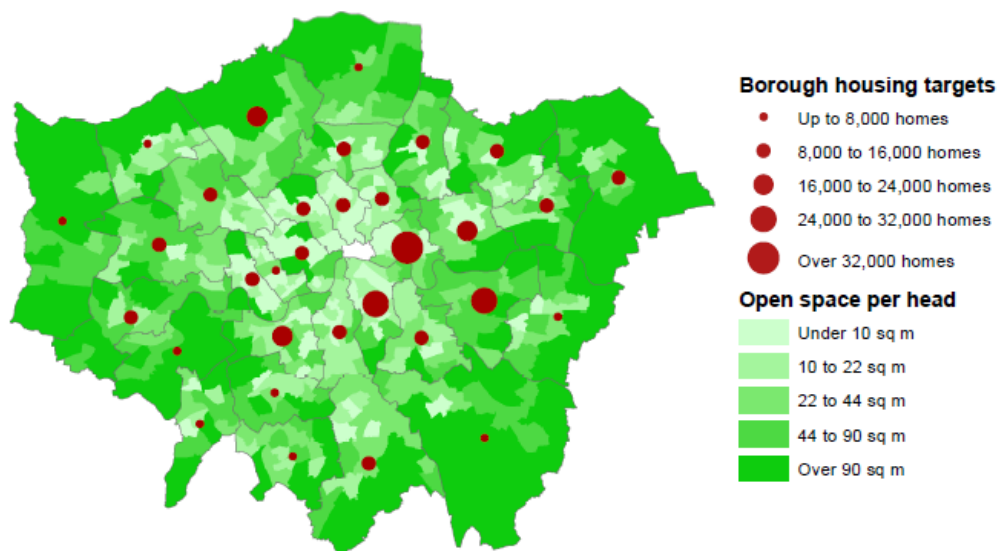 Borough housing targets
Up to 8,000 homes
8,000 to 16,000 homes
16,000 to 24,000 homes
24,000 to 32,000 homes
Over 32,000 homes
Open space per head
Under 10 sq m
10 to 22 sq m
22 to 44 sq m
44 to 90 sq m
Over 90 sq m